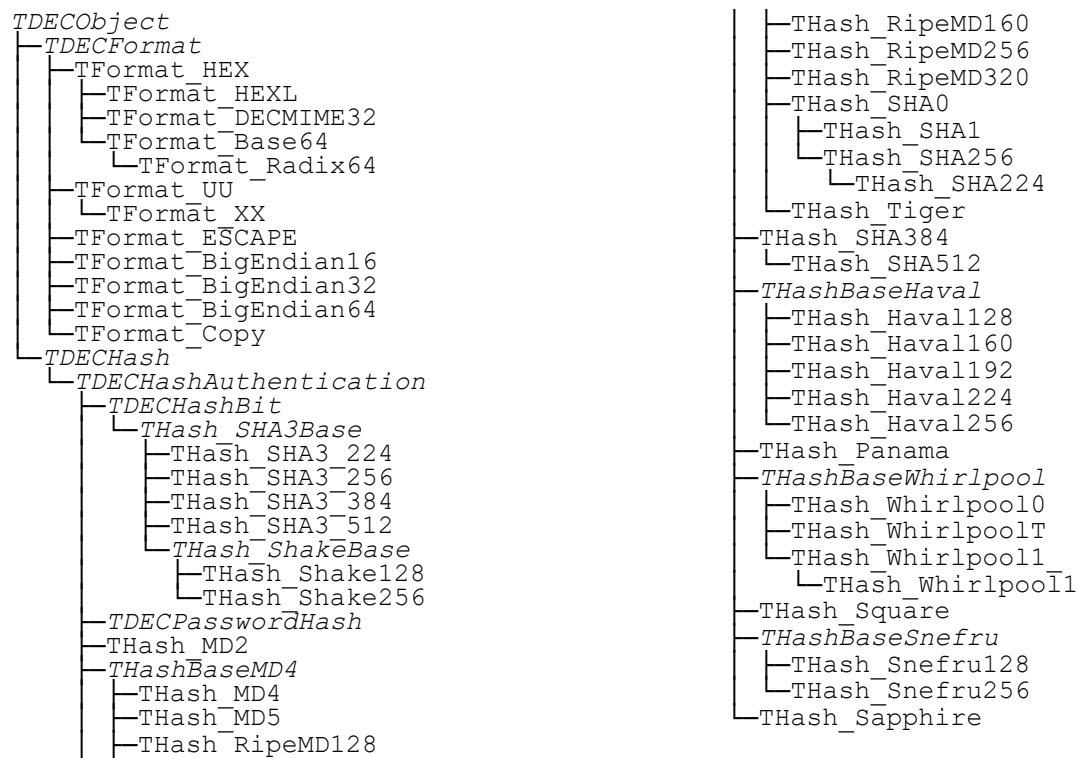 TDECObject
TDECFormat
TFormat_HEX
TFormat_HEXL
TFormat_DECMIME32
TFormat_Base64
TFormat_Radix64
TFormat_UU
TFormat_XX
TFormat_ESCAPE
TFormat_BigEndian16
TFormat_BigEndian32
TFormat_BigEndian64
TFormat_Copy
TDECHash
TDECHashAuthentication
TDECHashBit
THash_SHA3Base
THash_SHA3_224
THash_SHA3_256
THash_SHA3_384
THash_SHA3_512
THash_ShakeBase
THash_Shake128
THash_Shake256
TDECPasswordHash
THash_MD2
THashBaseMD4
THash_MD4
THash_MD5
THash_RipeMD128
THash_RipeMD160
THash_RipeMD256
THash_RipeMD320
THash_SHA0
THash_SHA1
THash_SHA256
THash_SHA224
THash_Tiger
THash_SHA384
THash_SHA512
THashBaseHaval
THash_Haval128
THash_Haval160
THash_Haval192
THash_Haval224
THash_Haval256
THash_Panama
THashBaseWhirlpool
THash_Whirlpool0
THash_WhirlpoolT
THash_Whirlpool1_
THash_Whirlpool1
THash_Square
THashBaseSnefru
THash_Snefru128
THash_Snefru256
THash_Sapphire